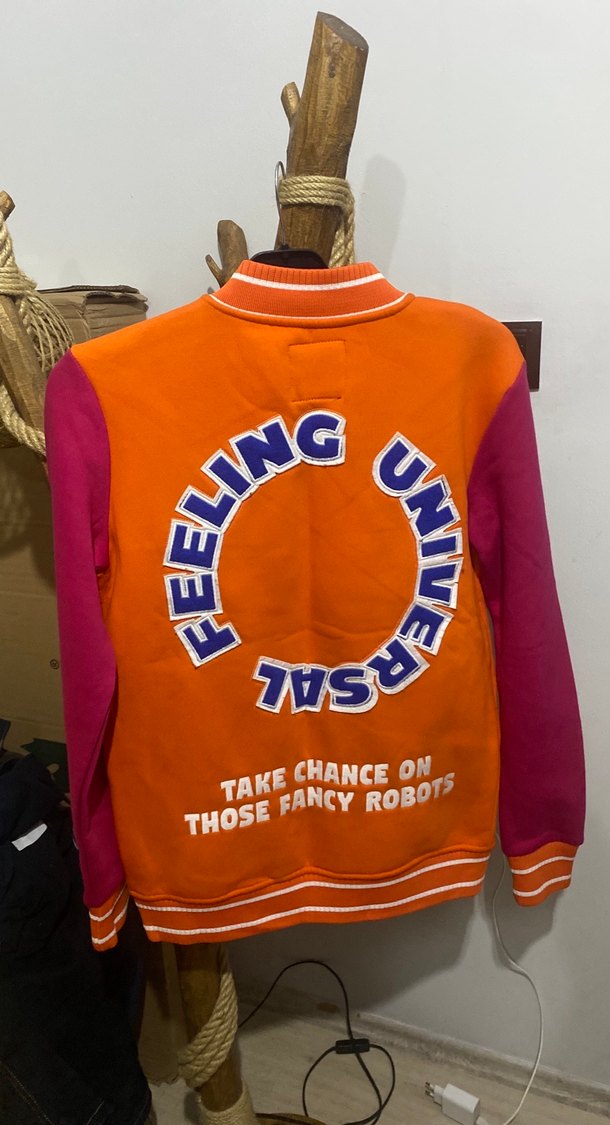 FEELING UNIVERSAL
TAKE CHANCE ON
THOSE FANCY ROBOTS